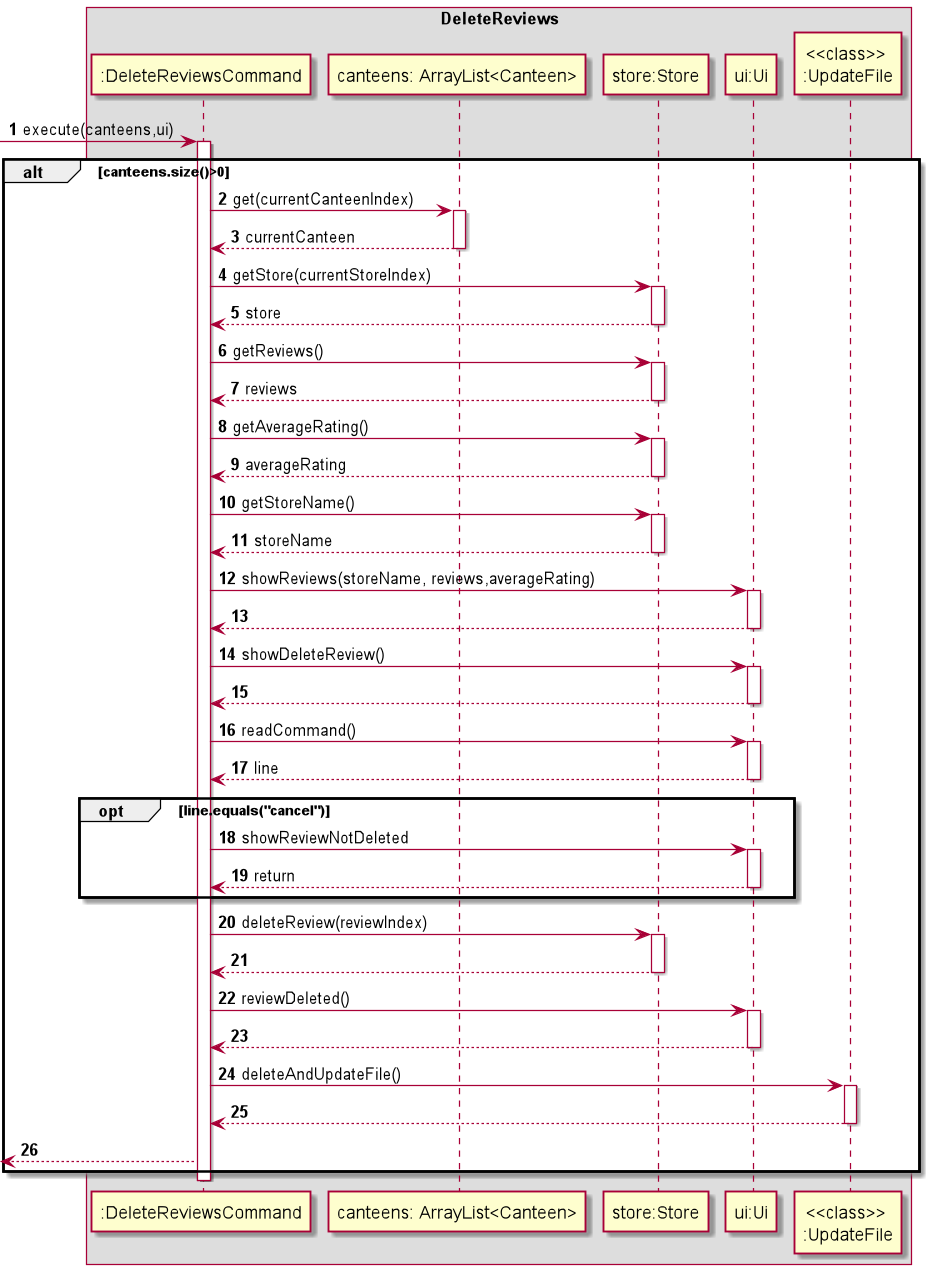 DeleteReviews
:DeleteReviewsCommand
canteens: ArrayList<Canteen>
store:Store
ui:Ui
<<class>>
:UpdateFile
1 execute(canteens,ui)
alt [canteens.size()>0]
2 get(currentCanteenIndex)
3 currentCanteen
4 getStore(currentStoreIndex)
5 store
6 getReviews()
7 reviews
8 getAverageRating()
9 averageRating
10 getStoreName()
11 storeName
12 showReviews(storeName, reviews,averageRating)
13
14 showDeleteReview()
15
16 readCommand()
17 line
opt [line.equals("cancel")]
18 showReviewNotDeleted
19 return
20 deleteReview(reviewIndex)
21
22 reviewDeleted()
23
24 deleteAndUpdateFile()
25
26
:DeleteReviewsCommand
canteens: ArrayList<Canteen>
store:Store
ui:Ui
<<class>>
:UpdateFile